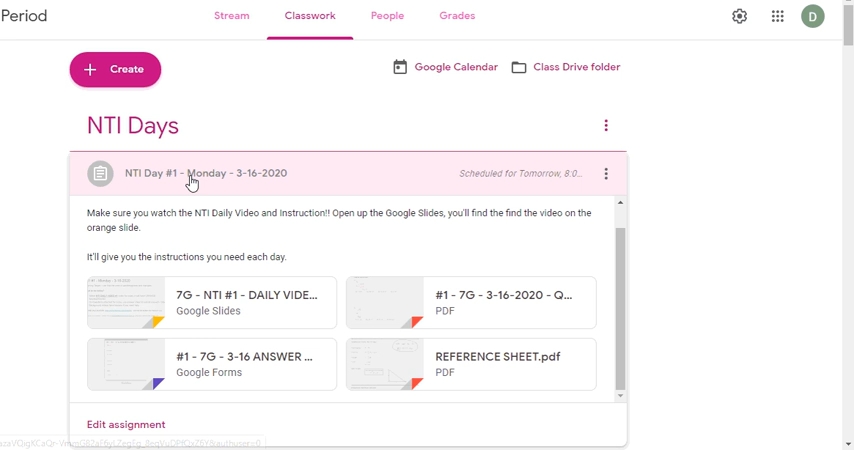 Period
Stream
Classwork
People
Grades
D
Create
Google Calendar
Class Drive folder
NTI Days
NTI Day #1 - Monday - 3-16-2020
Scheduled for Tomorrow, 8:0...
Make sure you watch the NTI Daily Video and Instruction!! Open up the Google Slides, you'll find the find the video on the
orange slide.
It'll give you the instructions you need each day.
7G - NTI #1 - DAILY VIDE...
Google Slides
#1 - 7G - 3-16-2020 - Q...
PDF
#1 - 7G - 3-16 ANSWER ...
Google Forms
REFERENCE SHEET.pdf
PDF
Edit assignment